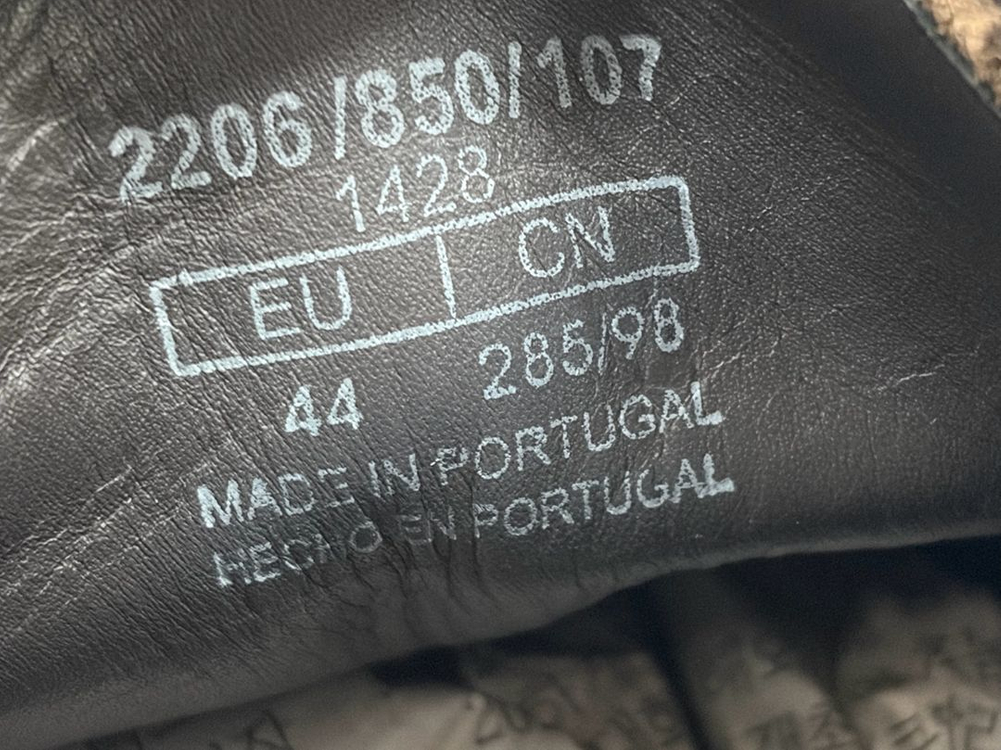 2206/850/107
1428
EU CN
44 285/98
MADE IN PORTUGAL
HECHO EN PORTUGAL